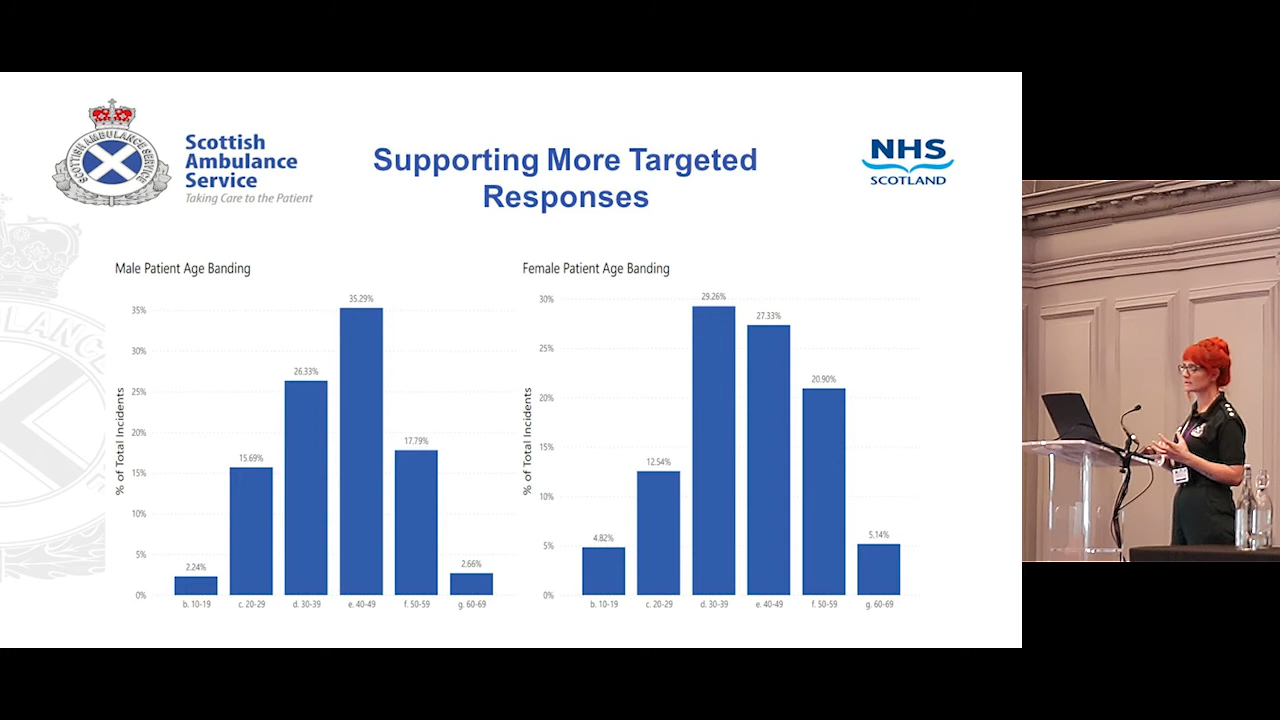 SCOTTISH AMBULANCE SERVICE
Scottish
Ambulance
Service
Taking Care to the Patient
Supporting More Targeted
Responses
NHS
SCOTLAND
Male Patient Age Banding
% of Total Incidents
35%
30%
25%
20%
15%
10%
5%
0%
2.24%
15.69%
26.33%
35.29%
17.79%
2.66%
b. 10-19
c. 20-29
d. 30-39
e. 40-49
f. 50-59
g. 60-69
Female Patient Age Banding
% of Total Incidents
30%
25%
20%
15%
10%
5%
0%
4.82%
12.54%
29.26%
27.33%
20.90%
5.14%
b. 10-19
c. 20-29
d. 30-39
e. 40-49
f. 50-59
g. 60-69